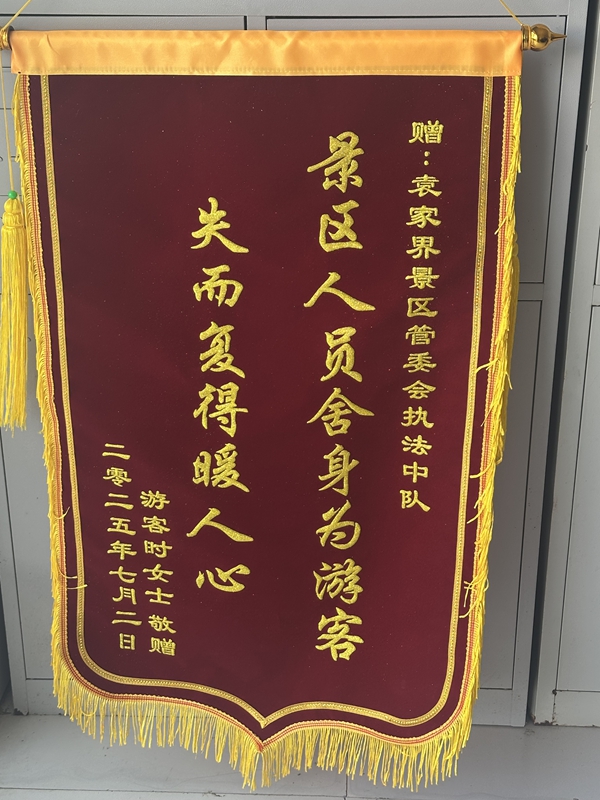 赠：袁家界景区管委会执法中队
景区人员舍身为游客
失而复得暖人心
游客时女士 敬赠
二零二五年七月二日